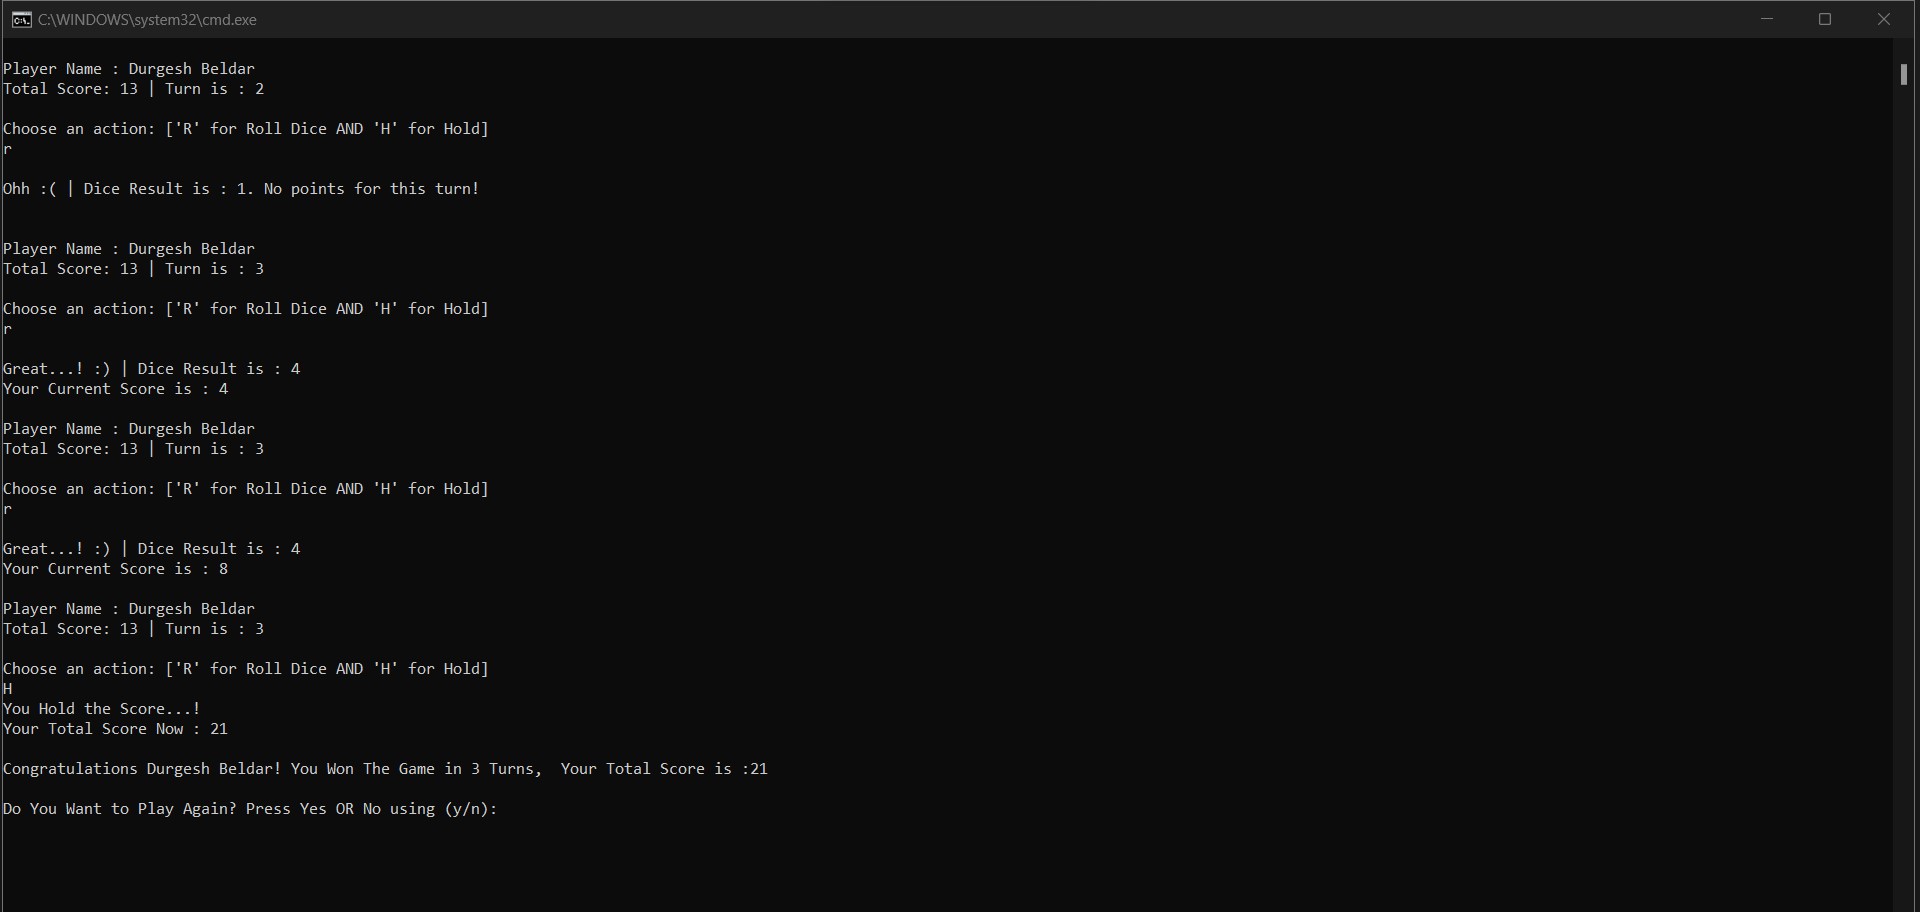 C:\WINDOWS\system32\cmd.exe
Player Name : Durgesh Beldar
Total Score: 13 | Turn is : 2
Choose an action: ['R' for Roll Dice AND 'H' for Hold]
r
Ohh :( | Dice Result is : 1. No points for this turn!
Player Name : Durgesh Beldar
Total Score: 13 | Turn is : 3
Choose an action: ['R' for Roll Dice AND 'H' for Hold]
r
Great...! :) | Dice Result is : 4
Your Current Score is : 4
Player Name : Durgesh Beldar
Total Score: 13 | Turn is : 3
Choose an action: ['R' for Roll Dice AND 'H' for Hold]
r
Great...! :) | Dice Result is : 4
Your Current Score is : 8
Player Name : Durgesh Beldar
Total Score: 13 | Turn is : 3
Choose an action: ['R' for Roll Dice AND 'H' for Hold]
H
You Hold the Score...!
Your Total Score Now : 21
Congratulations Durgesh Beldar! You Won The Game in 3 Turns,  Your Total Score is :21
Do You Want to Play Again? Press Yes OR No using (y/n):